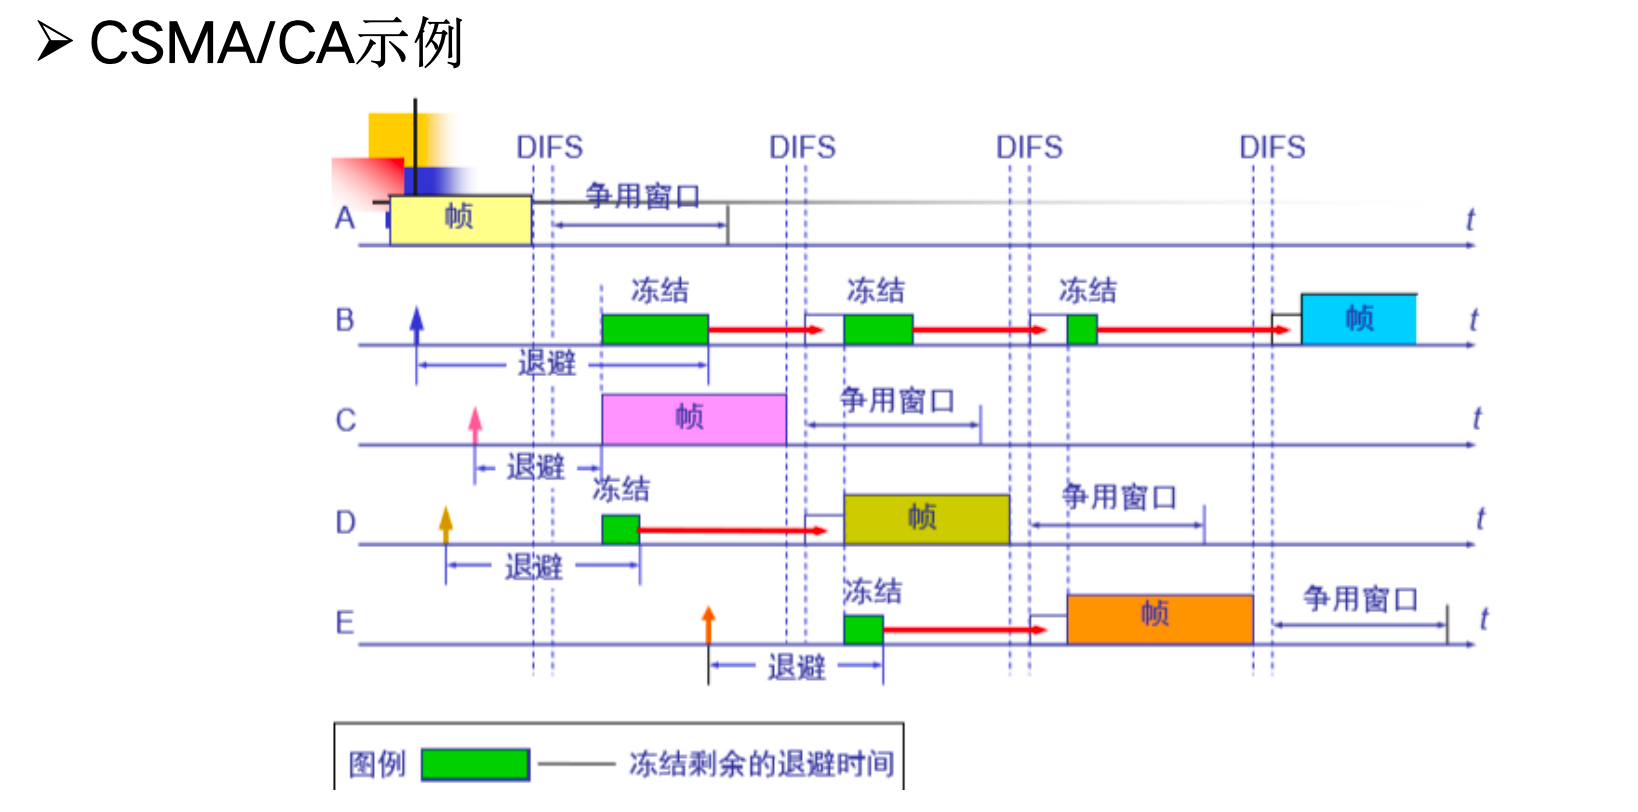 ➢ CSMA/CA示例
DIFS DIFS DIFS DIFS
争用窗口
A 帧 t
冻结 冻结 冻结
B 帧 t
退避
争用窗口
C 帧 t
退避
冻结 争用窗口
D 帧 t
退避
冻结 争用窗口
E 帧 t
退避
图例 冻结剩余的退避时间